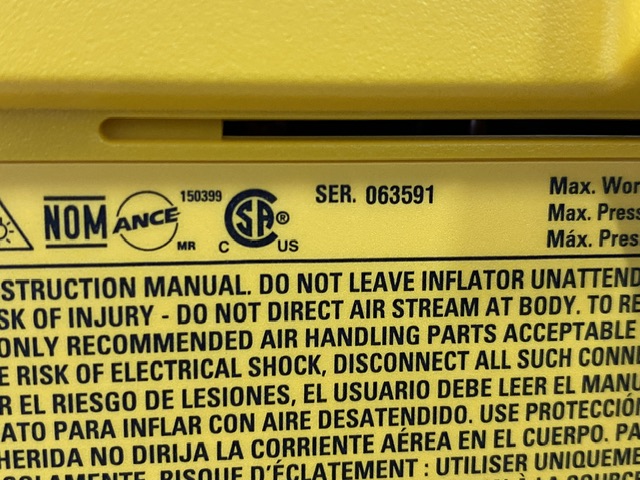 NOM ANCE 150399 MR
CSA® C US
SER. 063591
Max. Wor
Max. Press
Máx. Pres
STRUCTION MANUAL. DO NOT LEAVE INFLATOR UNATTEND
SK OF INJURY - DO NOT DIRECT AIR STREAM AT BODY. TO RE
ONLY RECOMMENDED AIR HANDLING PARTS ACCEPTABLE
E RISK OF ELECTRICAL SHOCK, DISCONNECT ALL SUCH CONN
R EL RIESGO DE LESIONES, EL USUARIO DEBE LEER EL MANU
ATO PARA INFLAR CON AIRE DESATENDIDO. USE PROTECCIÓ
HERIDA NO DIRIJA LA CORRIENTE AÉREA EN EL CUERPO. PA
RISQUE D'ÉCLATEMENT : UTILISER UNIQUEME